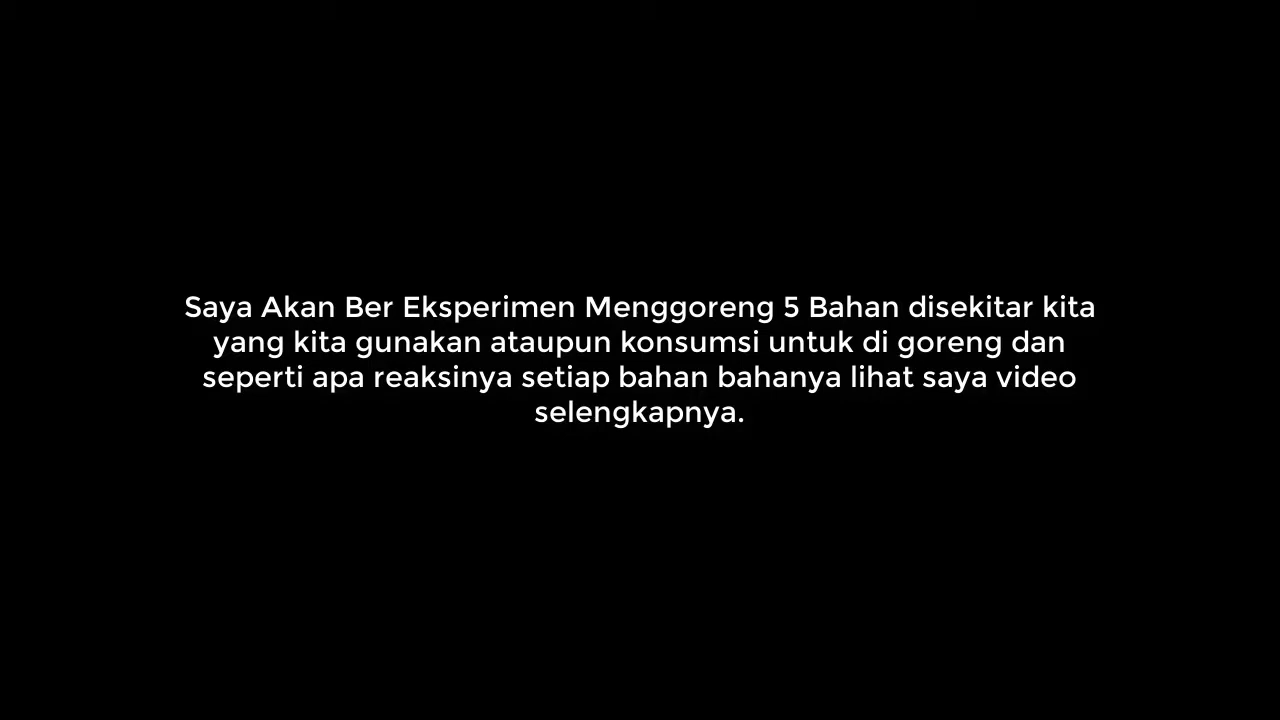 Saya Akan Ber Eksperimen Menggoreng 5 Bahan disekitar kita
yang kita gunakan ataupun konsumsi untuk di goreng dan
seperti apa reaksinya setiap bahan bahanya lihat saya video
selengkapnya.